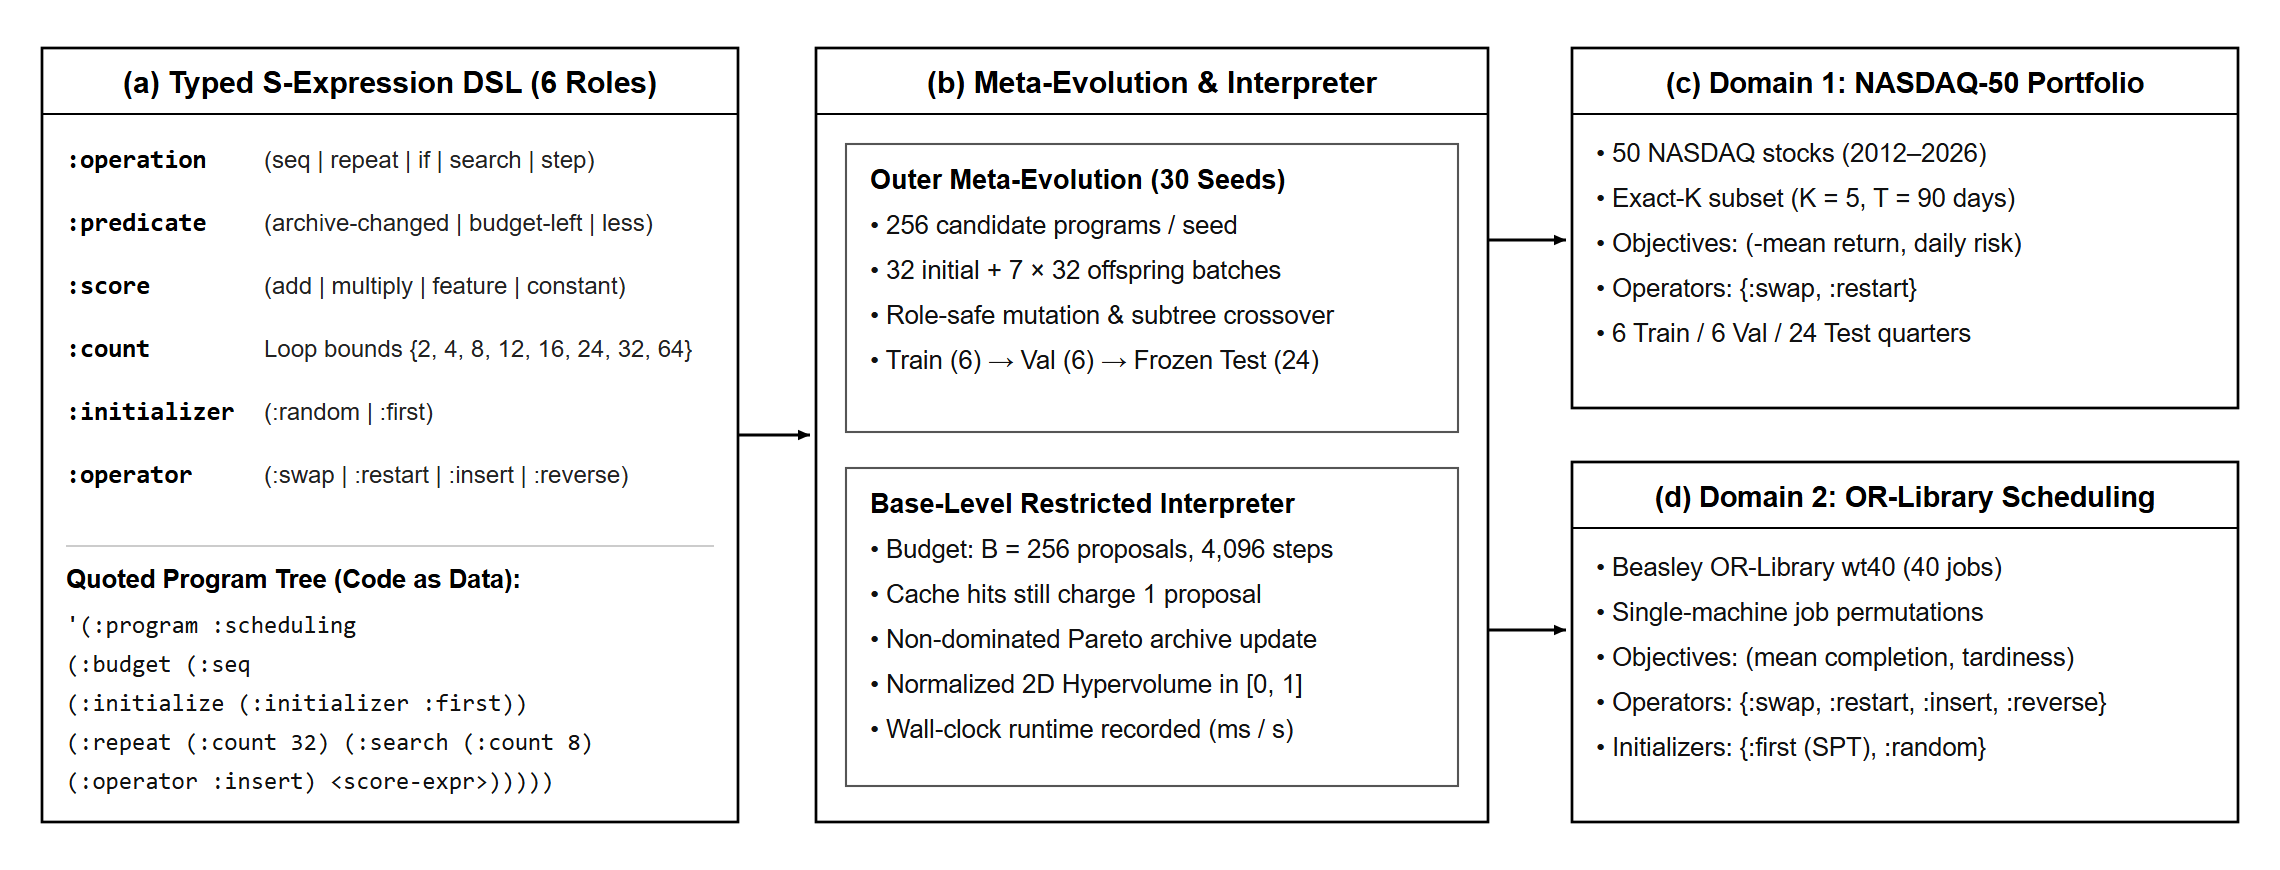 (a) Typed S-Expression DSL (6 Roles)
:operation (seq | repeat | if | search | step)
:predicate (archive-changed | budget-left | less)
:score (add | multiply | feature | constant)
:count Loop bounds {2, 4, 8, 12, 16, 24, 32, 64}
:initializer (:random | :first)
:operator (:swap | :restart | :insert | :reverse)
Quoted Program Tree (Code as Data):
'(:program :scheduling
(:budget (:seq
(:initialize (:initializer :first))
(:repeat (:count 32) (:search (:count 8)
(:operator :insert) <score-expr>)))))
(b) Meta-Evolution & Interpreter
Outer Meta-Evolution (30 Seeds)
• 256 candidate programs / seed
• 32 initial + 7 × 32 offspring batches
• Role-safe mutation & subtree crossover
• Train (6) → Val (6) → Frozen Test (24)
Base-Level Restricted Interpreter
• Budget: B = 256 proposals, 4,096 steps
• Cache hits still charge 1 proposal
• Non-dominated Pareto archive update
• Normalized 2D Hypervolume in [0, 1]
• Wall-clock runtime recorded (ms / s)
(c) Domain 1: NASDAQ-50 Portfolio
• 50 NASDAQ stocks (2012–2026)
• Exact-K subset (K = 5, T = 90 days)
• Objectives: (-mean return, daily risk)
• Operators: {:swap, :restart}
• 6 Train / 6 Val / 24 Test quarters
(d) Domain 2: OR-Library Scheduling
• Beasley OR-Library wt40 (40 jobs)
• Single-machine job permutations
• Objectives: (mean completion, tardiness)
• Operators: {:swap, :restart, :insert, :reverse}
• Initializers: {:first (SPT), :random}